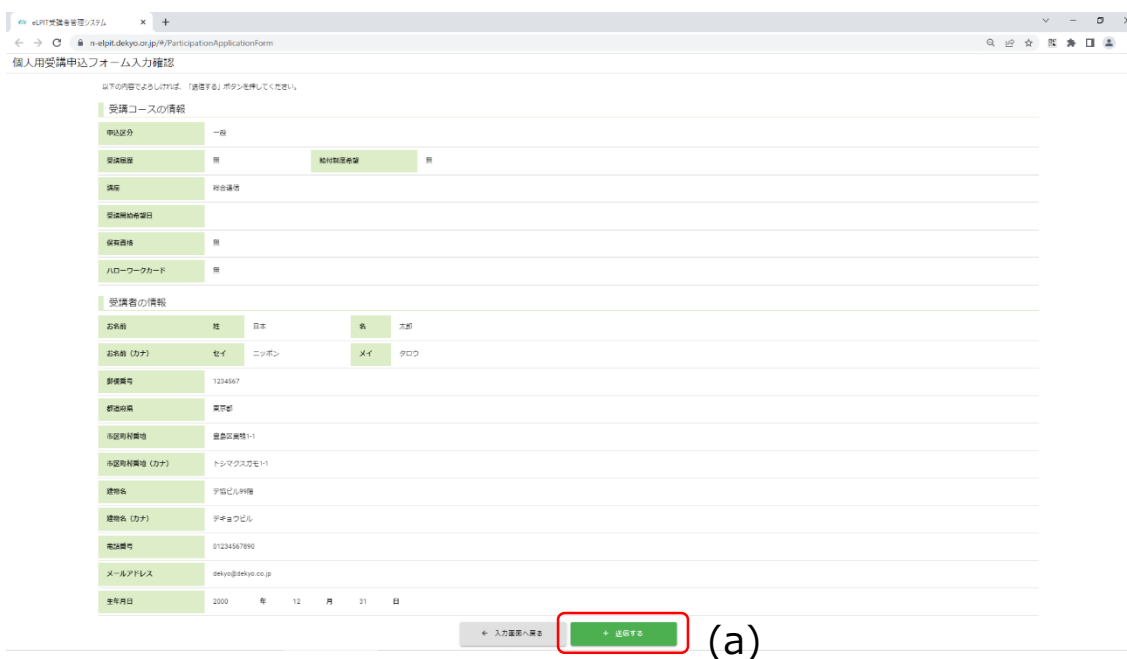 eLPIT受講者管理システム
n-elpit.dekyo.or.jp/#/ParticipationApplicationForm
個人用受講申込フォーム入力確認
以下の内容でよろしければ、「送信する」ボタンを押してください。
受講コースの情報
申込区分 一般
受講履歴 無 給付制度希望 無
講座 総合通信
受講開始希望日
保有資格 無
ハローワークカード 無
受講者の情報
お名前 姓 日本 名 太郎
お名前（カナ） セイ ニッポン メイ タロウ
郵便番号 1234567
都道府県 東京都
市区町村番地 豊島区巣鴨1-1
市区町村番地（カナ） トシマクスガモ1-1
建物名 デ協ビル99階
建物名（カナ） デキョウビル
電話番号 01234567890
メールアドレス dekyo@dekyo.co.jp
生年月日 2000 年 12 月 31 日
← 入力画面へ戻る + 送信する (a)